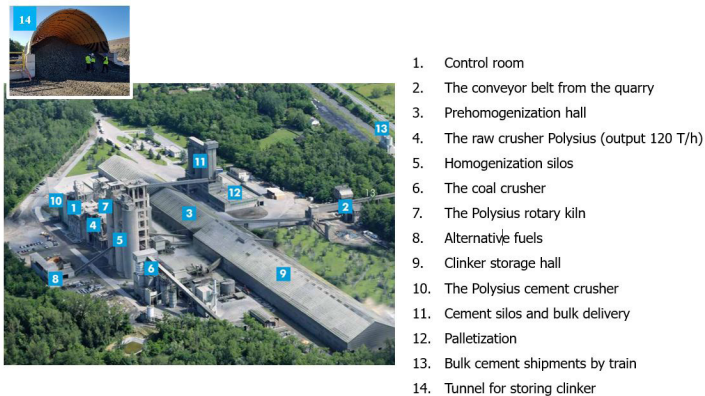 14
1. Control room
2. The conveyor belt from the quarry
3. Prehomogenization hall
4. The raw crusher Polysius (output 120 T/h)
5. Homogenization silos
6. The coal crusher
7. The Polysius rotary kiln
8. Alternative fuels
9. Clinker storage hall
10. The Polysius cement crusher
11. Cement silos and bulk delivery
12. Palletization
13. Bulk cement shipments by train
14. Tunnel for storing clinker
13
11
12
13
10
1
7
2
3
4
5
6
9
8